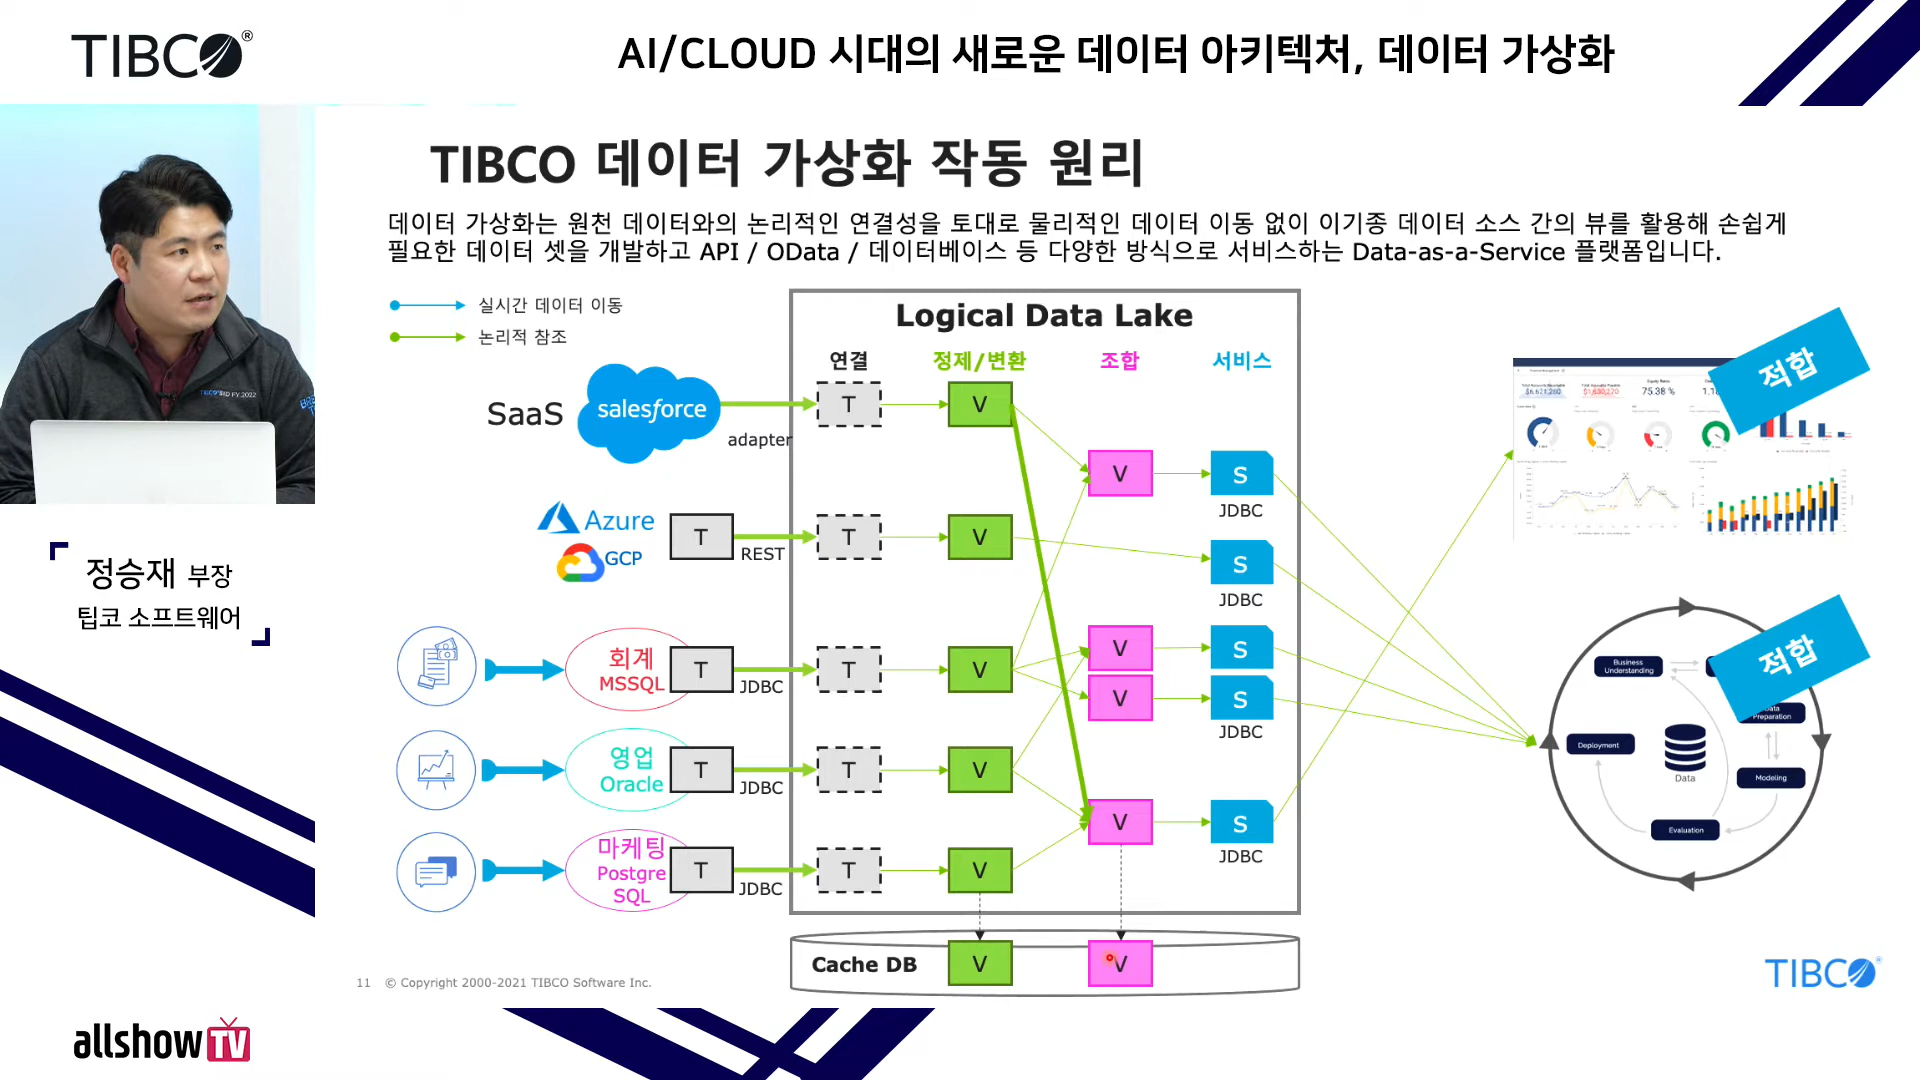 TIBCO®
AI/CLOUD 시대의 새로운 데이터 아키텍처, 데이터 가상화
TIBCO 데이터 가상화 작동 원리
데이터 가상화는 원천 데이터와의 논리적인 연결성을 토대로 물리적인 데이터 이동 없이 이기종 데이터 소스 간의 뷰를 활용해 손쉽게
필요한 데이터 셋을 개발하고 API / OData / 데이터베이스 등 다양한 방식으로 서비스하는 Data-as-a-Service 플랫폼입니다.
실시간 데이터 이동
논리적 참조
Logical Data Lake
연결 정제/변환 조합 서비스
SaaS salesforce
adapter
T V
V S
JDBC
Azure
GCP
T REST T V
S
JDBC
회계
MSSQL
T JDBC T V
V S
V S
JDBC
영업
Oracle
T JDBC T V
V S
JDBC
마케팅
Postgre
SQL
T JDBC T V
Cache DB V V
적합
$6,621,280
75.38 %
적합
Business
Understanding
Preparation
Deployment
Data
Modeling
Evaluation
정승재 부장
팁코 소프트웨어
11 © Copyright 2000-2021 TIBCO Software Inc.
TIBCO®
allshowTV